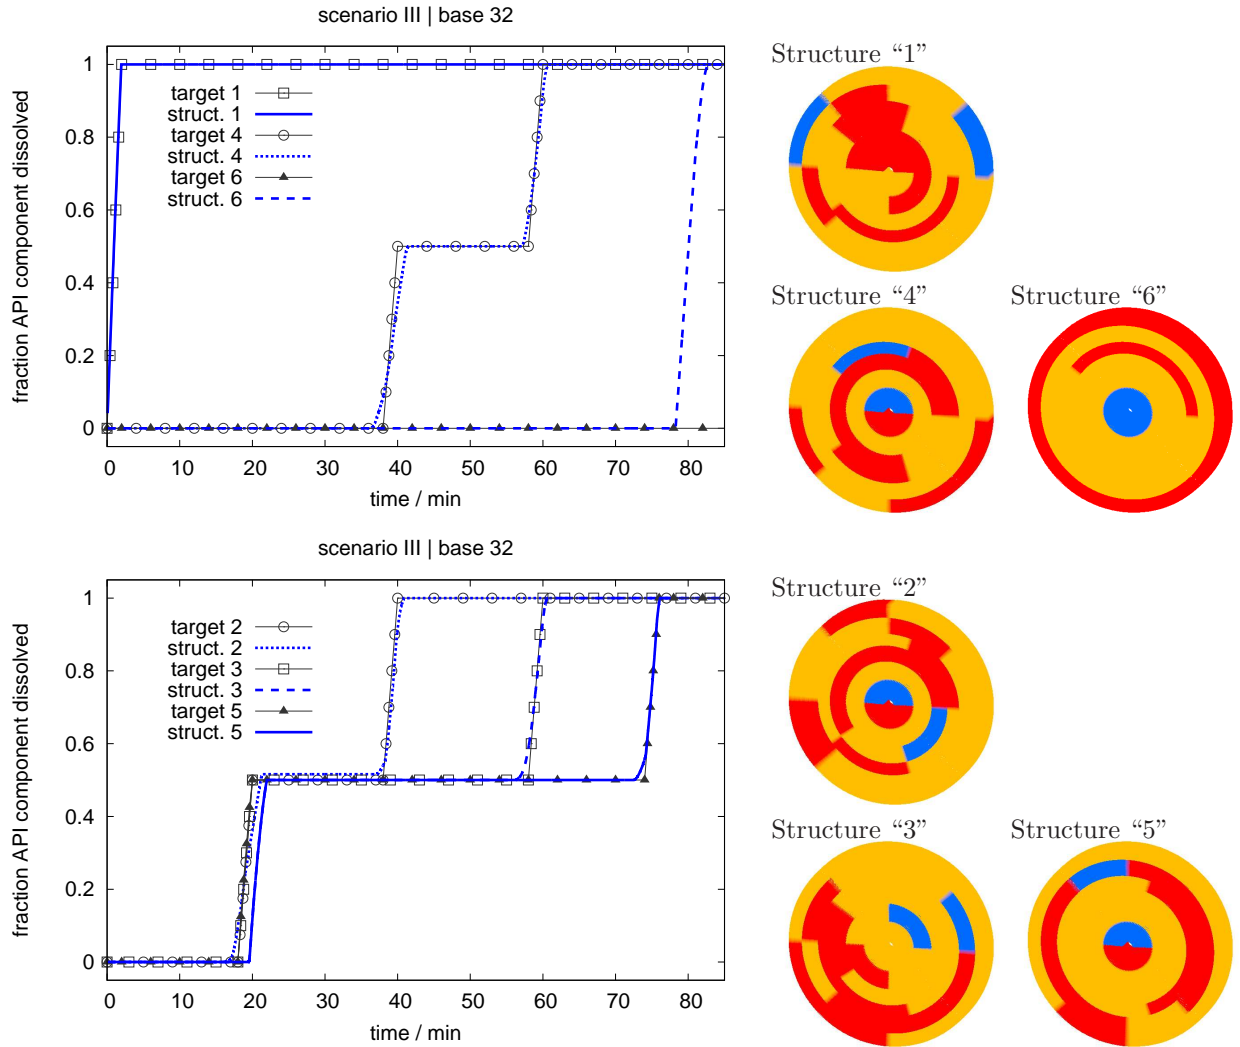 scenario III | base 32
fraction API component dissolved
1
0.8
0.6
0.4
0.2
0
target 1
struct. 1
target 4
struct. 4
target 6
struct. 6
0 10 20 30 40 50 60 70 80
time / min
Structure “1”
Structure “4”
Structure “6”
scenario III | base 32
fraction API component dissolved
1
0.8
0.6
0.4
0.2
0
target 2
struct. 2
target 3
struct. 3
target 5
struct. 5
0 10 20 30 40 50 60 70 80
time / min
Structure “2”
Structure “3”
Structure “5”